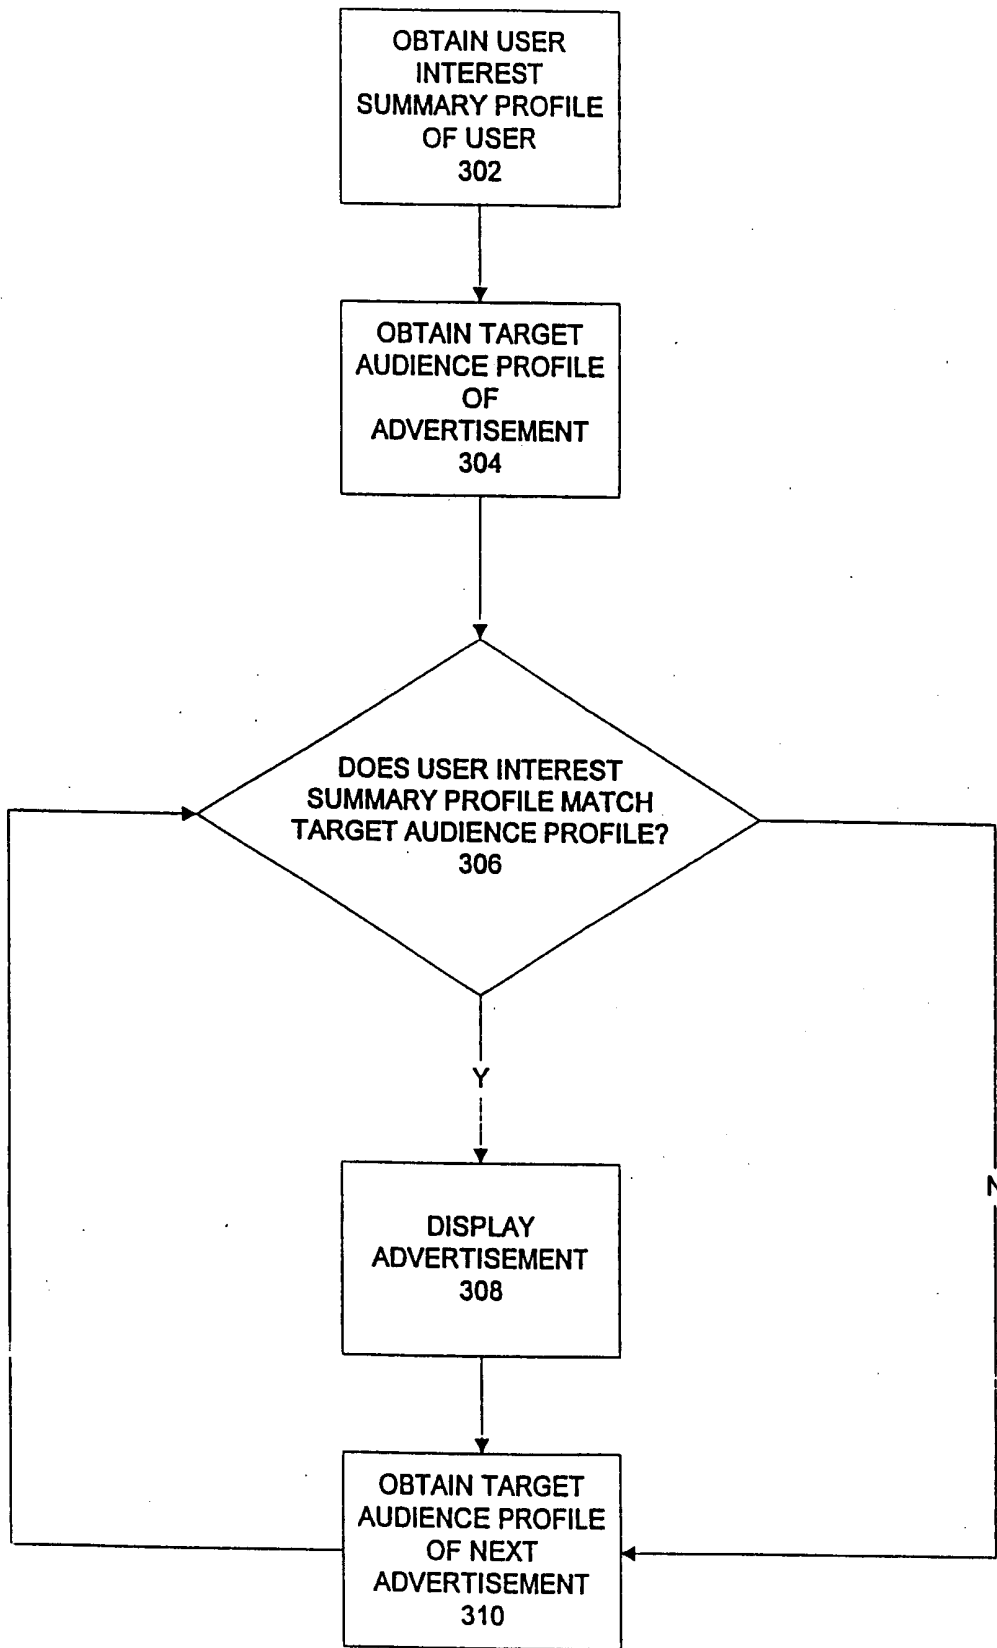 OBTAIN USER
INTEREST
SUMMARY PROFILE
OF USER
302
OBTAIN TARGET
AUDIENCE PROFILE
OF
ADVERTISEMENT
304
DOES USER INTEREST
SUMMARY PROFILE MATCH
TARGET AUDIENCE PROFILE?
306
Y
N
DISPLAY
ADVERTISEMENT
308
OBTAIN TARGET
AUDIENCE PROFILE
OF NEXT
ADVERTISEMENT
310